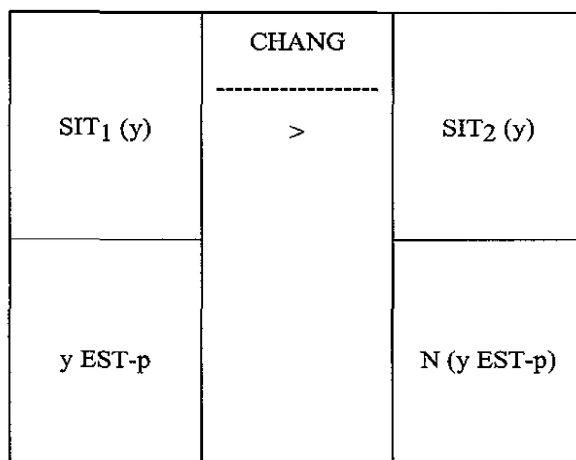 CHANG
SIT₁ (y)
>
SIT₂ (y)
y EST-p
N (y EST-p)